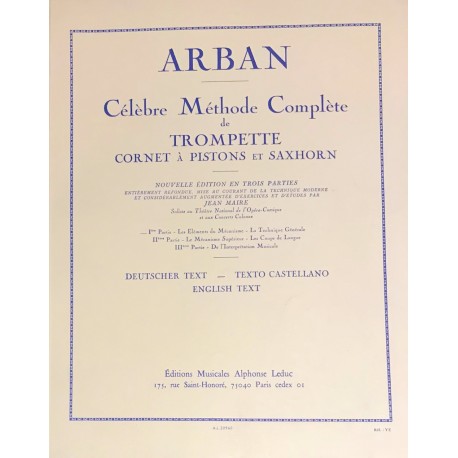 ARBAN
Célèbre Méthode Complète
de
TROMPETTE
CORNET À PISTONS ET SAXHORN
NOUVELLE ÉDITION EN TROIS PARTIES
ENTIÈREMENT REFONDUE, MISE AU COURANT DE LA TECHNIQUE MODERNE
ET CONSIDÉRABLEMENT AUGMENTÉE D'EXERCICES ET D'ÉTUDES PAR
JEAN MAIRE
Soliste au Théâtre National de l'Opéra-Comique
et aux Concerts-Colonne
Ière Partie - Les Éléments du Mécanisme - La Technique Générale
IIème Partie - Le Mécanisme Supérieur - Les Coups de Langue
IIIème Partie - De l'Interprétation Musicale
DEUTSCHER TEXT — TEXTO CASTELLANO
ENGLISH TEXT
Éditions Musicales Alphonse Leduc
175, rue Saint-Honoré, 75040 Paris cedex 01